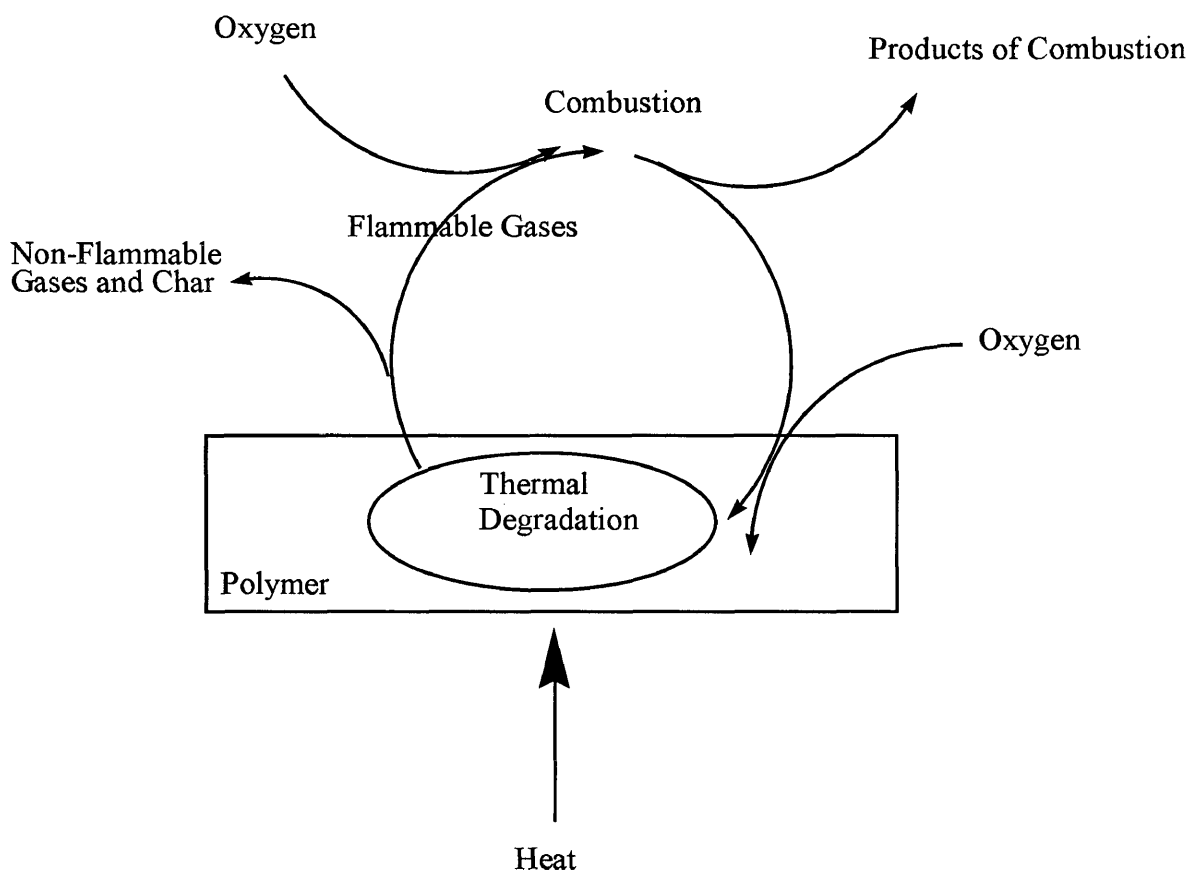 Oxygen
Products of Combustion
Combustion
Flammable Gases
Non-Flammable
Gases and Char
Oxygen
Thermal
Degradation
Polymer
Heat